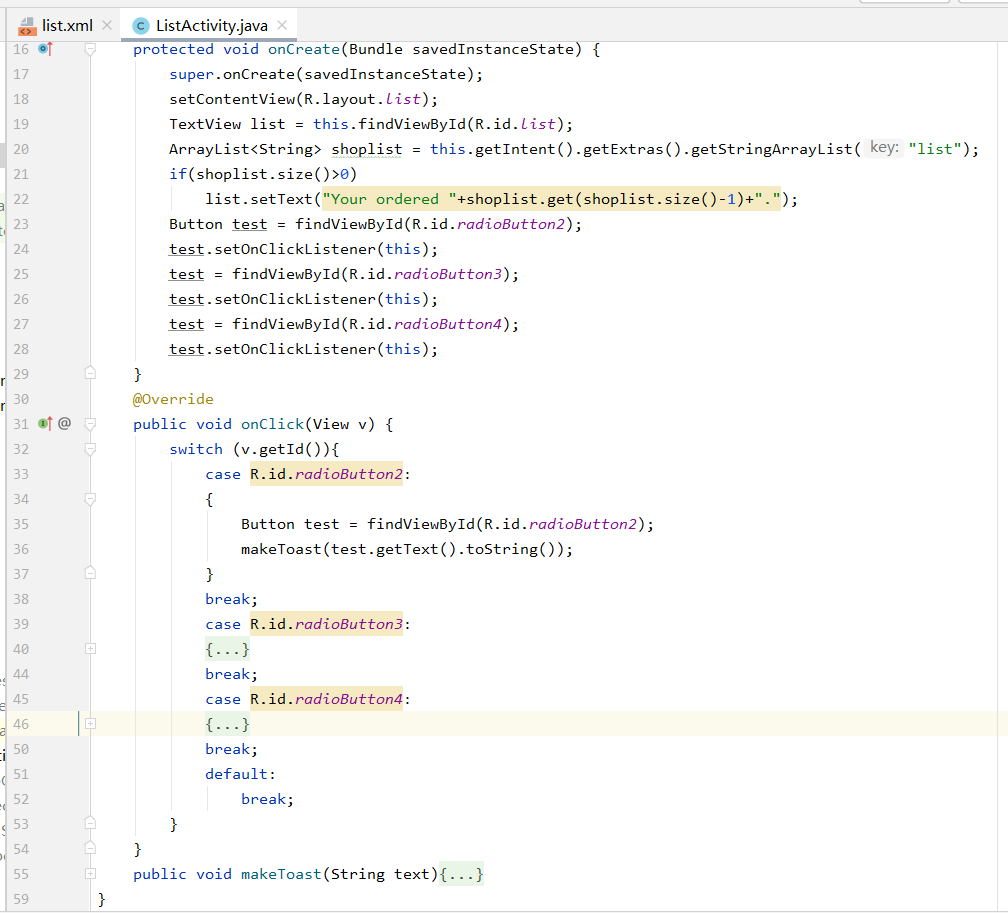 list.xml
ListActivity.java
16 protected void onCreate(Bundle savedInstanceState) {
17 super.onCreate(savedInstanceState);
18 setContentView(R.layout.list);
19 TextView list = this.findViewById(R.id.list);
20 ArrayList<String> shoplist = this.getIntent().getExtras().getStringArrayList( key: "list");
21 if(shoplist.size()>0)
22 list.setText("Your ordered "+shoplist.get(shoplist.size()-1)+".");
23 Button test = findViewById(R.id.radioButton2);
24 test.setOnClickListener(this);
25 test = findViewById(R.id.radioButton3);
26 test.setOnClickListener(this);
27 test = findViewById(R.id.radioButton4);
28 test.setOnClickListener(this);
29 }
30 @Override
31 @ public void onClick(View v) {
32 switch (v.getId()){
33 case R.id.radioButton2:
34 {
35 Button test = findViewById(R.id.radioButton2);
36 makeToast(test.getText().toString());
37 }
38 break;
39 case R.id.radioButton3:
40 {...}
44 break;
45 case R.id.radioButton4:
46 {...}
50 break;
51 default:
52 break;
53 }
54 }
55 public void makeToast(String text){...}
59 }